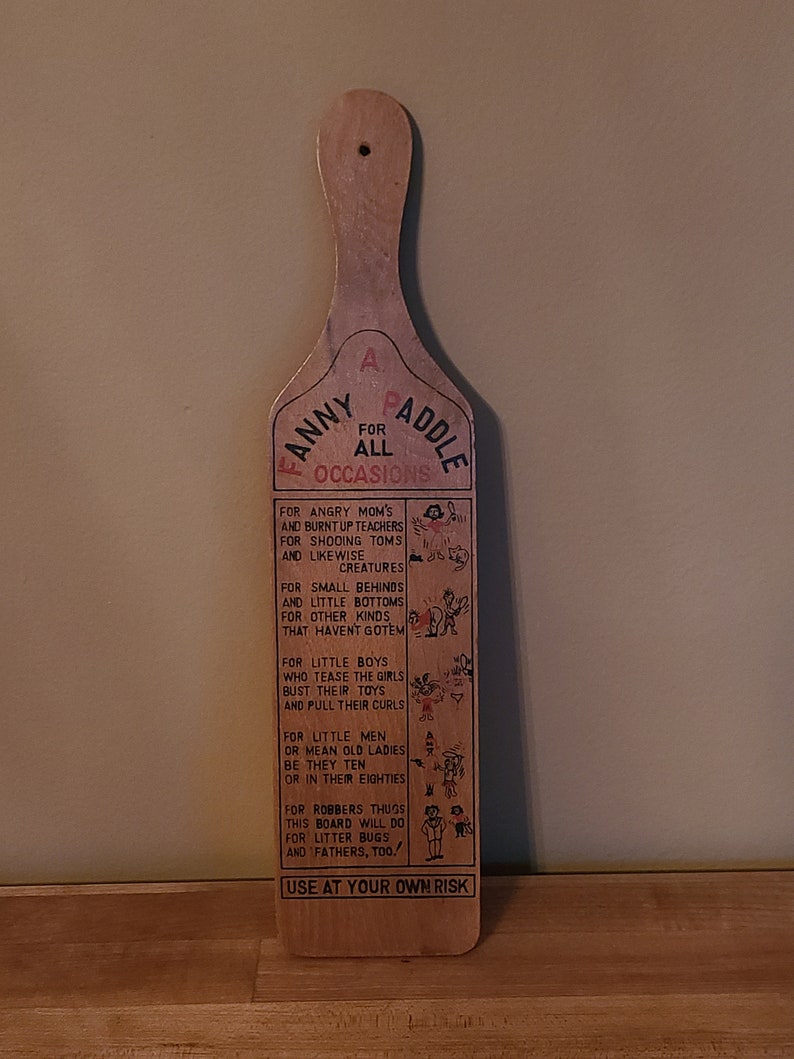 A
FANNY PADDLE
FOR
ALL
OCCASIONS
FOR ANGRY MOM'S
AND BURNT UP TEACHERS
FOR SHOOING TOMS
AND LIKEWISE
CREATURES
FOR SMALL BEHINDS
AND LITTLE BOTTOMS
FOR OTHER KINDS
THAT HAVEN'T GOT'EM
FOR LITTLE BOYS
WHO TEASE THE GIRLS
BUST THEIR TOYS
AND PULL THEIR CURLS
FOR LITTLE MEN
OR MEAN OLD LADIES
BE THEY TEN
OR IN THEIR EIGHTIES
FOR ROBBERS THUGS
THIS BOARD WILL DO
FOR LITTER BUGS
AND FATHERS, TOO!
USE AT YOUR OWN RISK